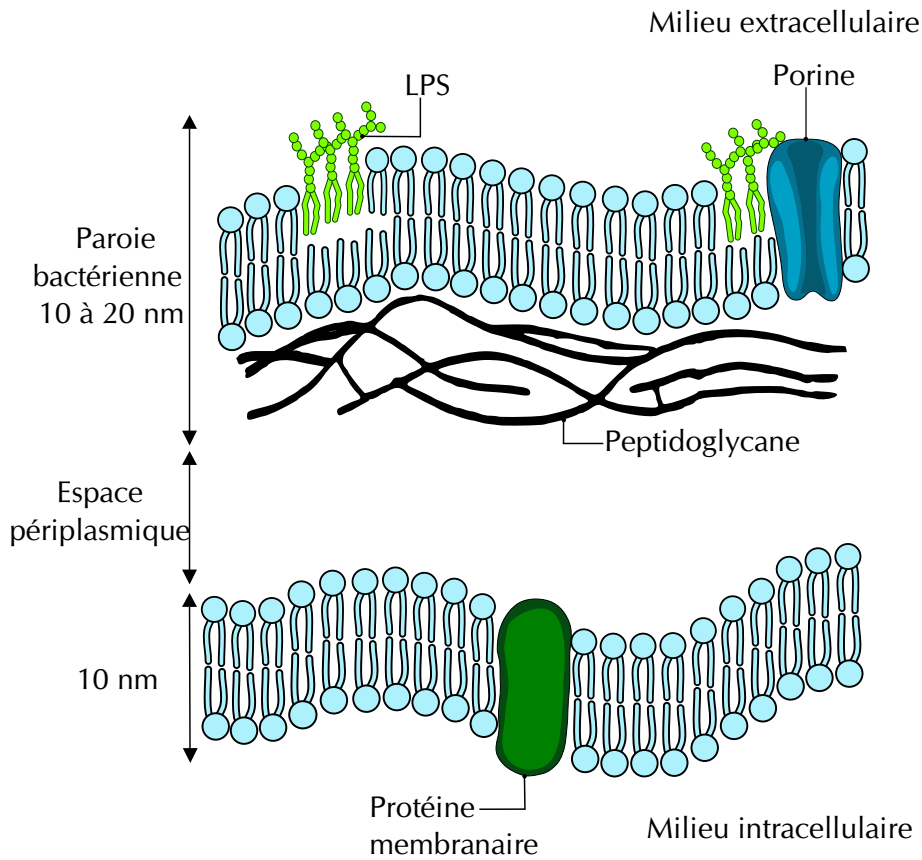 Milieu extracellulaire
LPS
Porine
Paroie
bactérienne
10 à 20 nm
Peptidoglycane
Espace
périplasmique
10 nm
Protéine
membranaire
Milieu intracellulaire